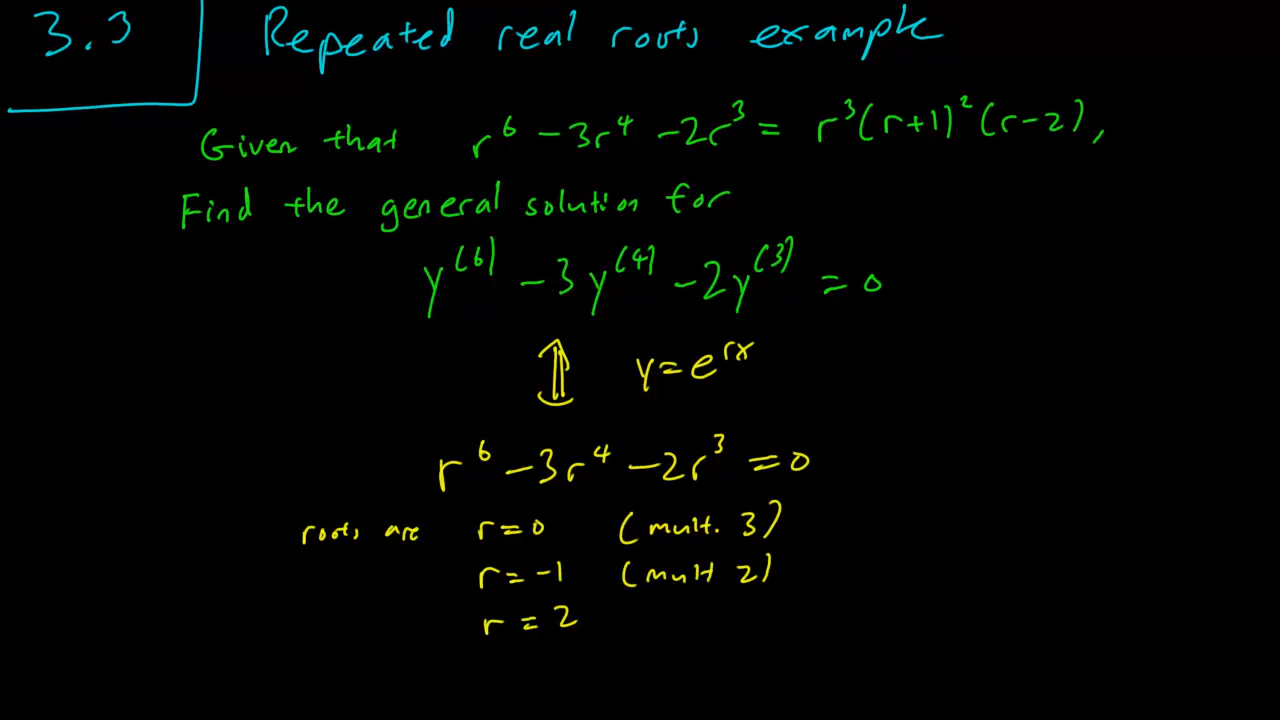 3.3 Repeated real roots example
Given that r⁶ − 3r⁴ − 2r³ = r³(r+1)²(r−2),
Find the general solution for
y⁽⁶⁾ − 3y⁽⁴⁾ − 2y⁽³⁾ = 0
⇕ y = e^{rx}
r⁶ − 3r⁴ − 2r³ = 0
roots are r = 0 (mult. 3)
r = −1 (mult 2)
r = 2